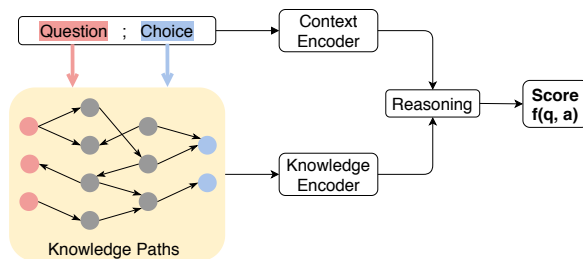 Question ; Choice
Context
Encoder
Reasoning
Score
f(q, a)
Knowledge
Encoder
Knowledge Paths